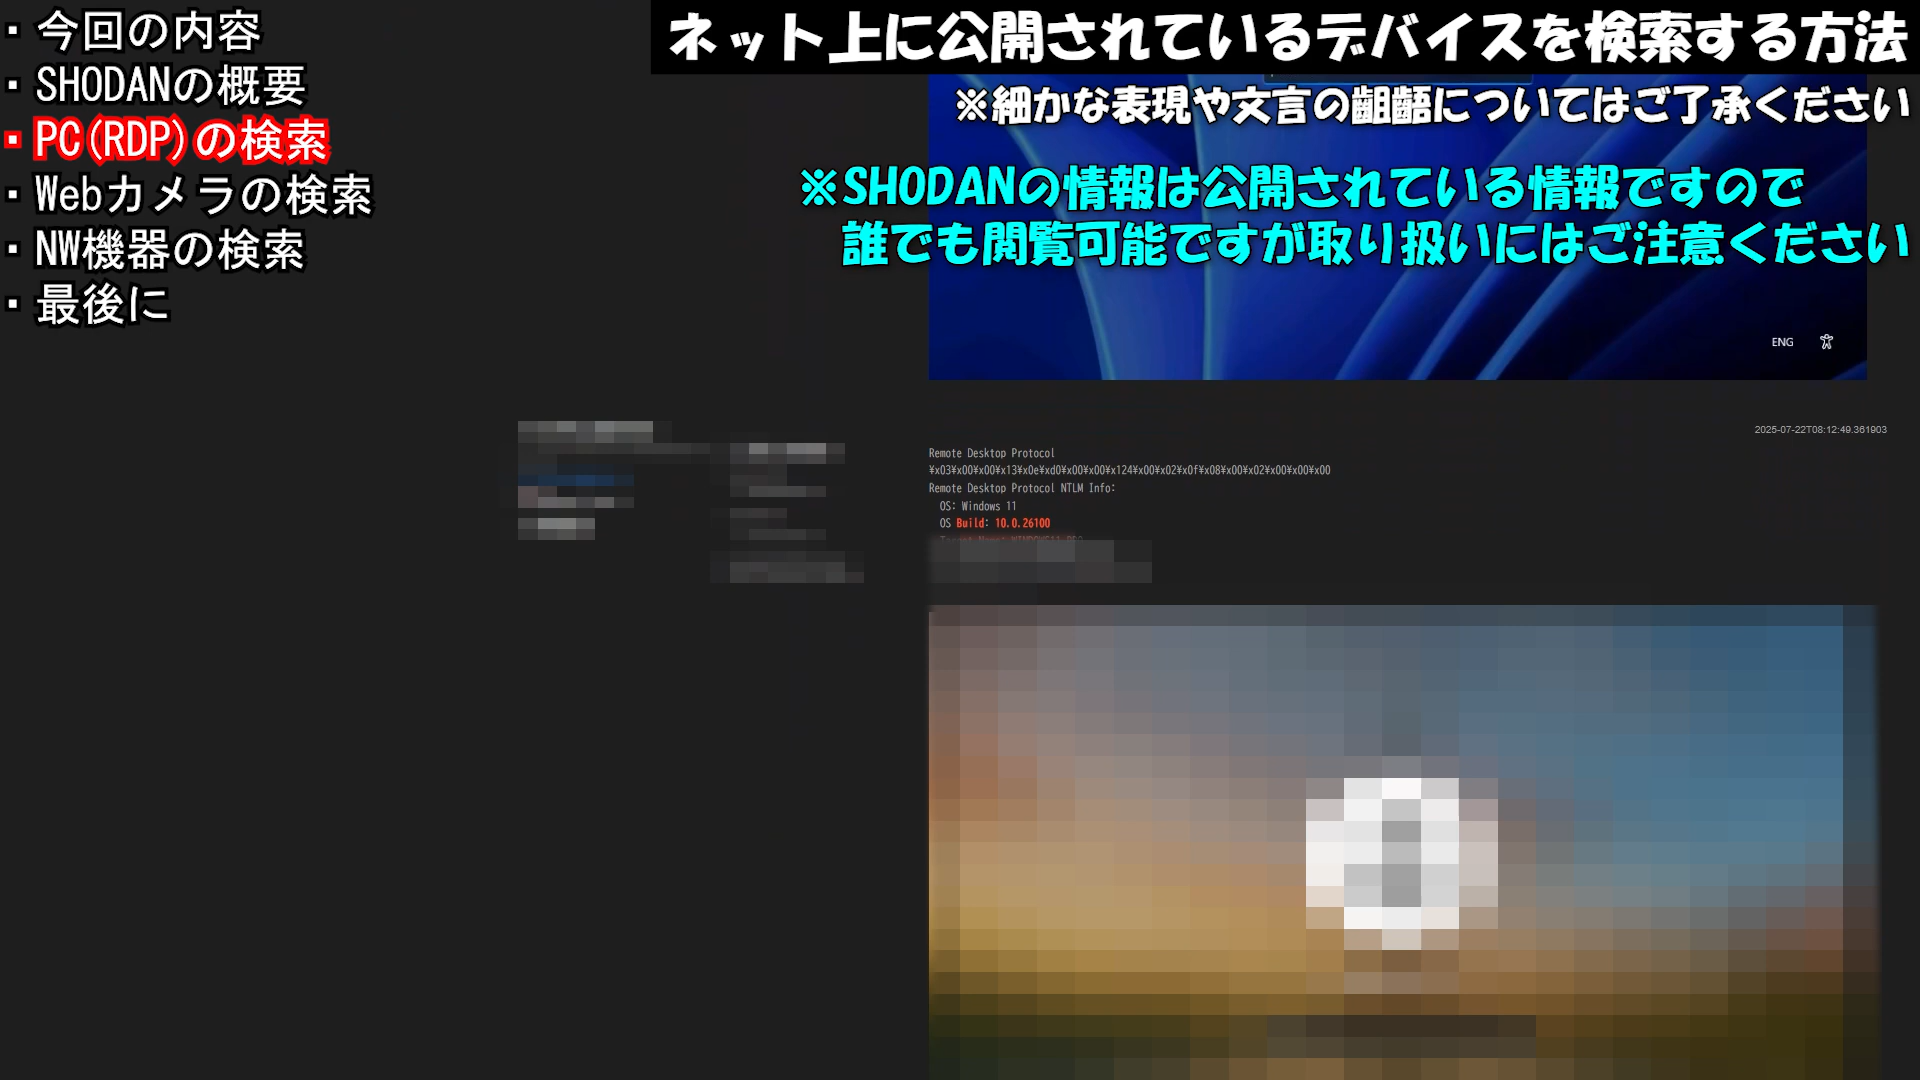 ・今回の内容
・SHODANの概要
・PC(RDP)の検索
・Webカメラの検索
・NW機器の検索
・最後に
ネット上に公開されているデバイスを検索する方法
※細かな表現や文言の齟齬についてはご了承ください
※SHODANの情報は公開されている情報ですので
誰でも閲覧可能ですが取り扱いにはご注意ください
ENG
2025-07-22T08:12:49.361903
Remote Desktop Protocol
¥x03¥x00¥x00¥x13¥x0e¥xd0¥x00¥x00¥x124¥x00¥x02¥x0f¥x08¥x00¥x02¥x00¥x00¥x00
Remote Desktop Protocol NTLM Info:
OS: Windows 11
OS Build: 10.0.26100